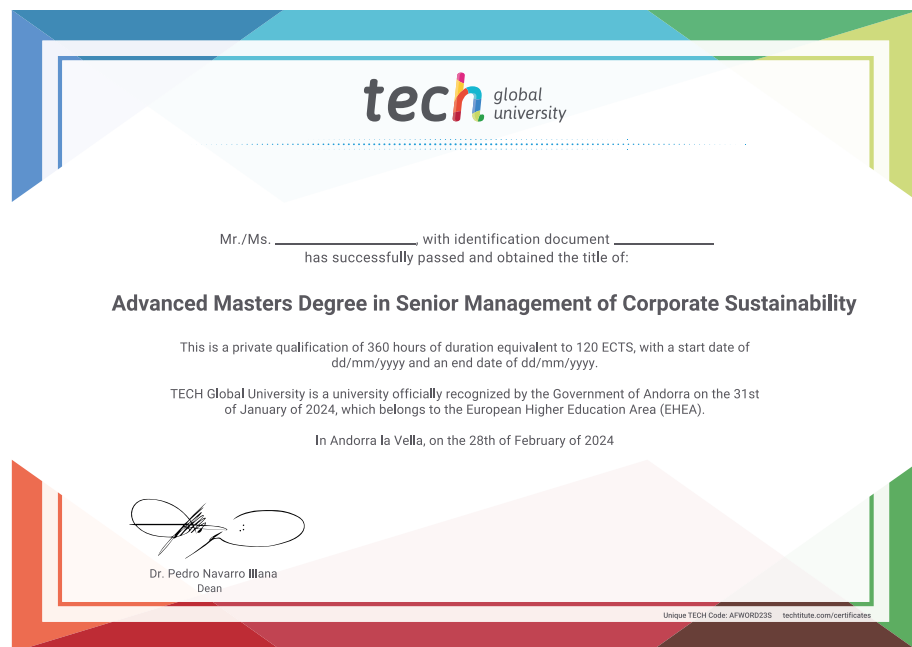 tech global university
Mr./Ms. ________________, with identification document ____________
has successfully passed and obtained the title of:
Advanced Masters Degree in Senior Management of Corporate Sustainability
This is a private qualification of 360 hours of duration equivalent to 120 ECTS, with a start date of
dd/mm/yyyy and an end date of dd/mm/yyyy.
TECH Global University is a university officially recognized by the Government of Andorra on the 31st
of January of 2024, which belongs to the European Higher Education Area (EHEA).
In Andorra la Vella, on the 28th of February of 2024
Dr. Pedro Navarro Illana
Dean
Unique TECH Code: AFWORD23S techtitute.com/certificates